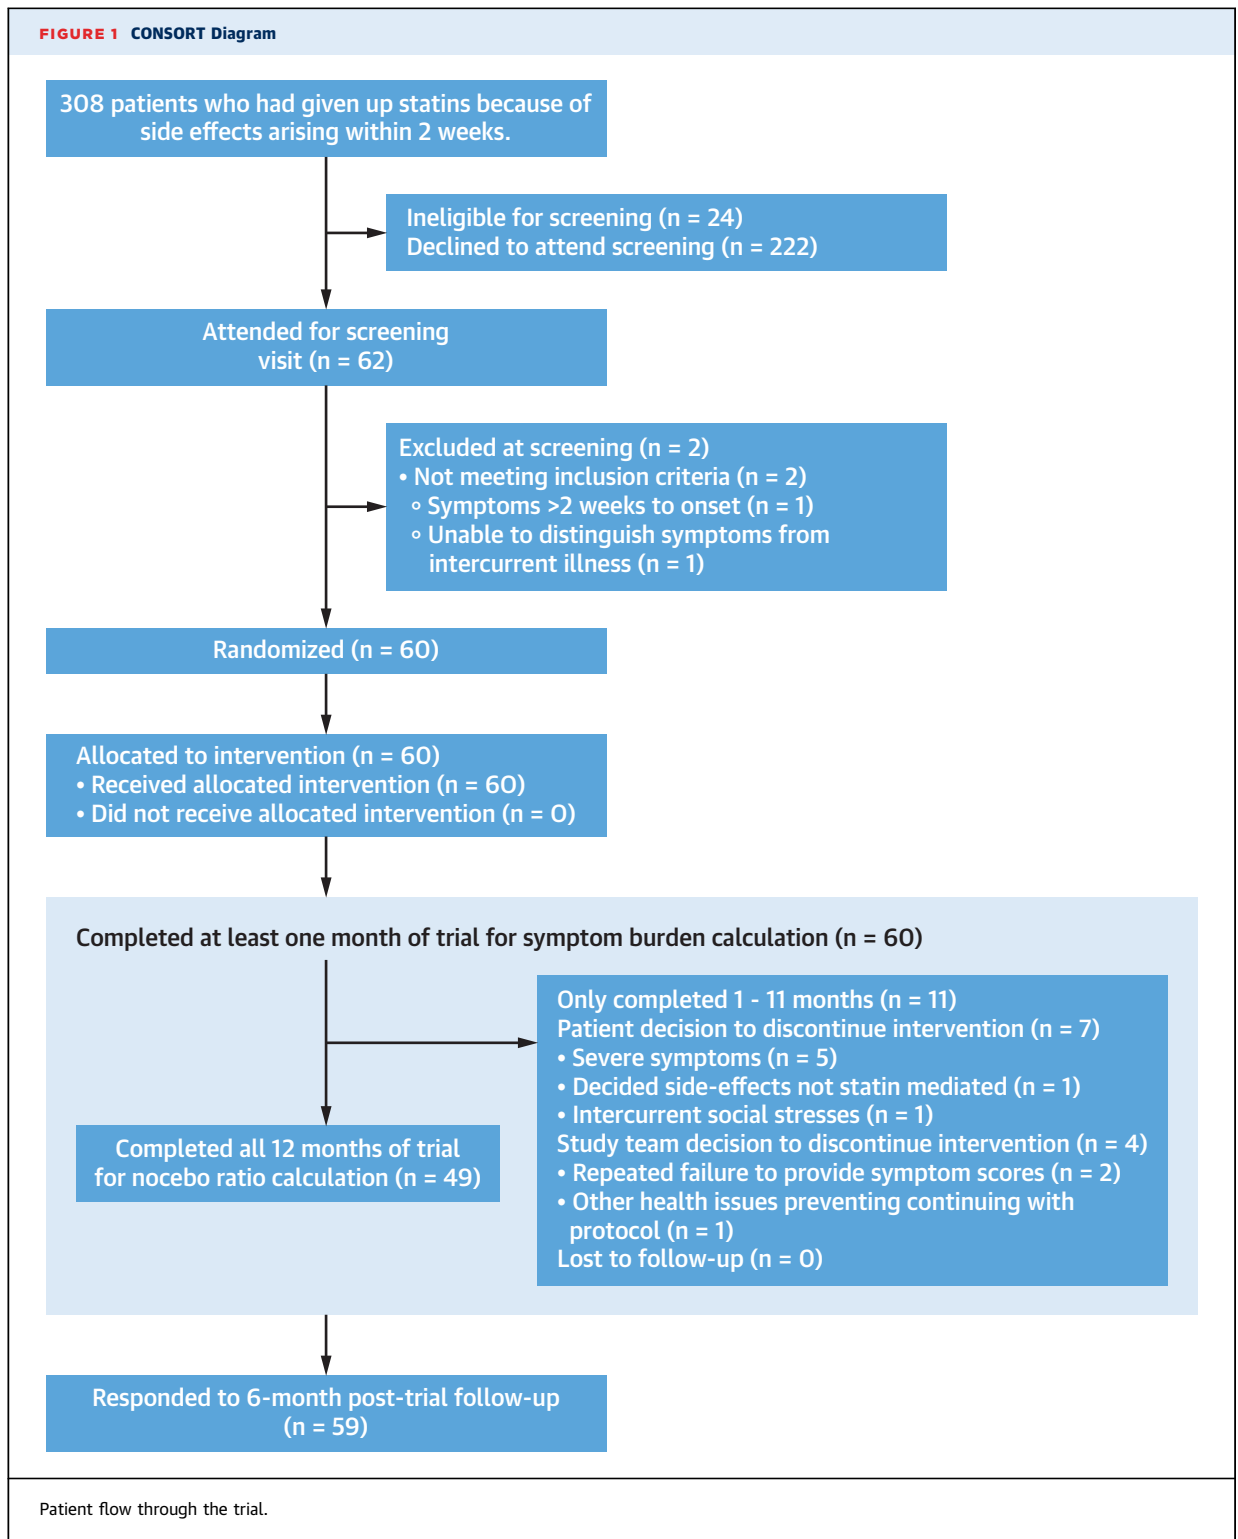 FIGURE 1 CONSORT Diagram
308 patients who had given up statins because of
side effects arising within 2 weeks.
Ineligible for screening (n = 24)
Declined to attend screening (n = 222)
Attended for screening
visit (n = 62)
Excluded at screening (n = 2)
• Not meeting inclusion criteria (n = 2)
◦ Symptoms >2 weeks to onset (n = 1)
◦ Unable to distinguish symptoms from
intercurrent illness (n = 1)
Randomized (n = 60)
Allocated to intervention (n = 60)
• Received allocated intervention (n = 60)
• Did not receive allocated intervention (n = 0)
Completed at least one month of trial for symptom burden calculation (n = 60)
Only completed 1 - 11 months (n = 11)
Patient decision to discontinue intervention (n = 7)
• Severe symptoms (n = 5)
• Decided side-effects not statin mediated (n = 1)
• Intercurrent social stresses (n = 1)
Study team decision to discontinue intervention (n = 4)
• Repeated failure to provide symptom scores (n = 2)
• Other health issues preventing continuing with
protocol (n = 1)
Lost to follow-up (n = 0)
Completed all 12 months of trial
for nocebo ratio calculation (n = 49)
Responded to 6-month post-trial follow-up
(n = 59)
Patient flow through the trial.